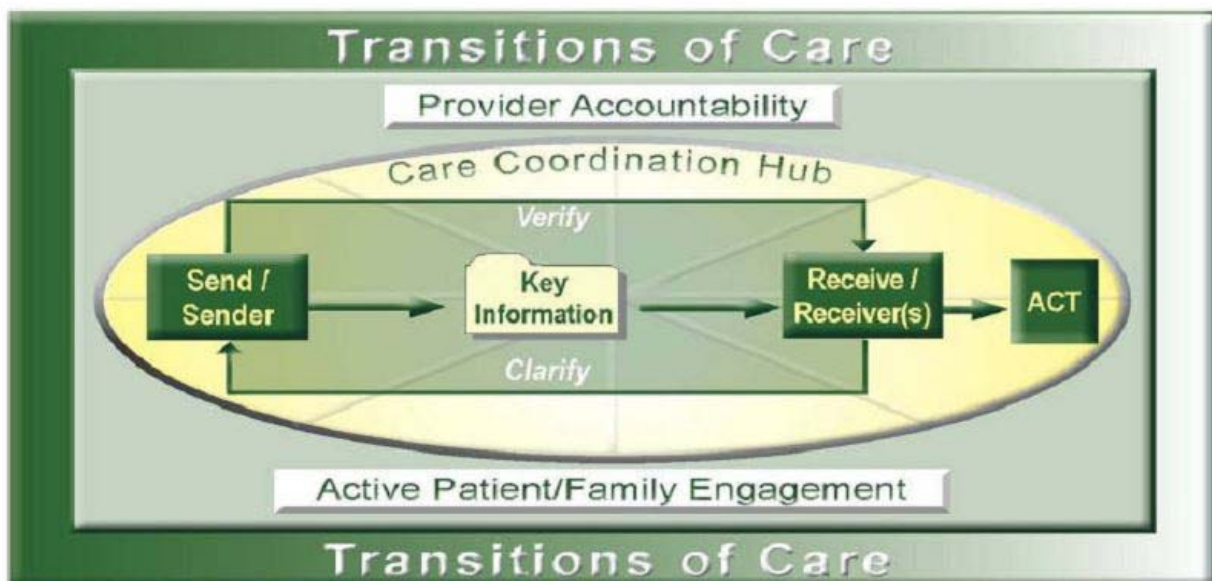 Transitions of Care
Provider Accountability
Care Coordination Hub
Verify
Send /
Sender
Key
Information
Receive /
Receiver(s)
ACT
Clarify
Active Patient/Family Engagement
Transitions of Care